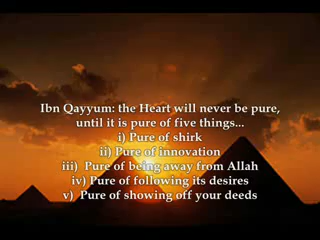 Ibn Qayyum: the Heart will never be pure,
until it is pure of five things...
i) Pure of shirk
ii) Pure of innovation
iii)  Pure of being away from Allah
iv) Pure of following its desires
v)  Pure of showing off your deeds